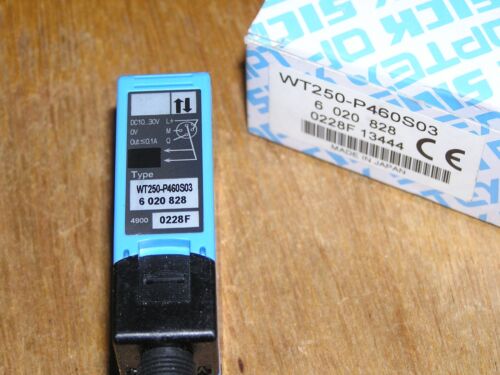 DC10...30V L+
0V M
Out.≤0.1A Q
Type
WT250-P460S03
6 020 828
4900 0228F
SICK OPTEX
WT250-P460S03
6 020 828
0228F 13444
MADE IN JAPAN
CE